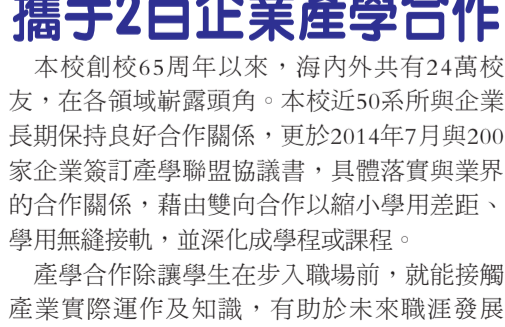 攜手2百企業產學合作
本校創校65周年以來，海內外共有24萬校
友，在各領域嶄露頭角。本校近50系所與企業
長期保持良好合作關係，更於2014年7月與200
家企業簽訂產學聯盟協議書，具體落實與業界
的合作關係，藉由雙向合作以縮小學用差距、
學用無縫接軌，並深化成學程或課程。
產學合作除讓學生在步入職場前，就能接觸
產業實際運作及知識，有助於未來職涯發展